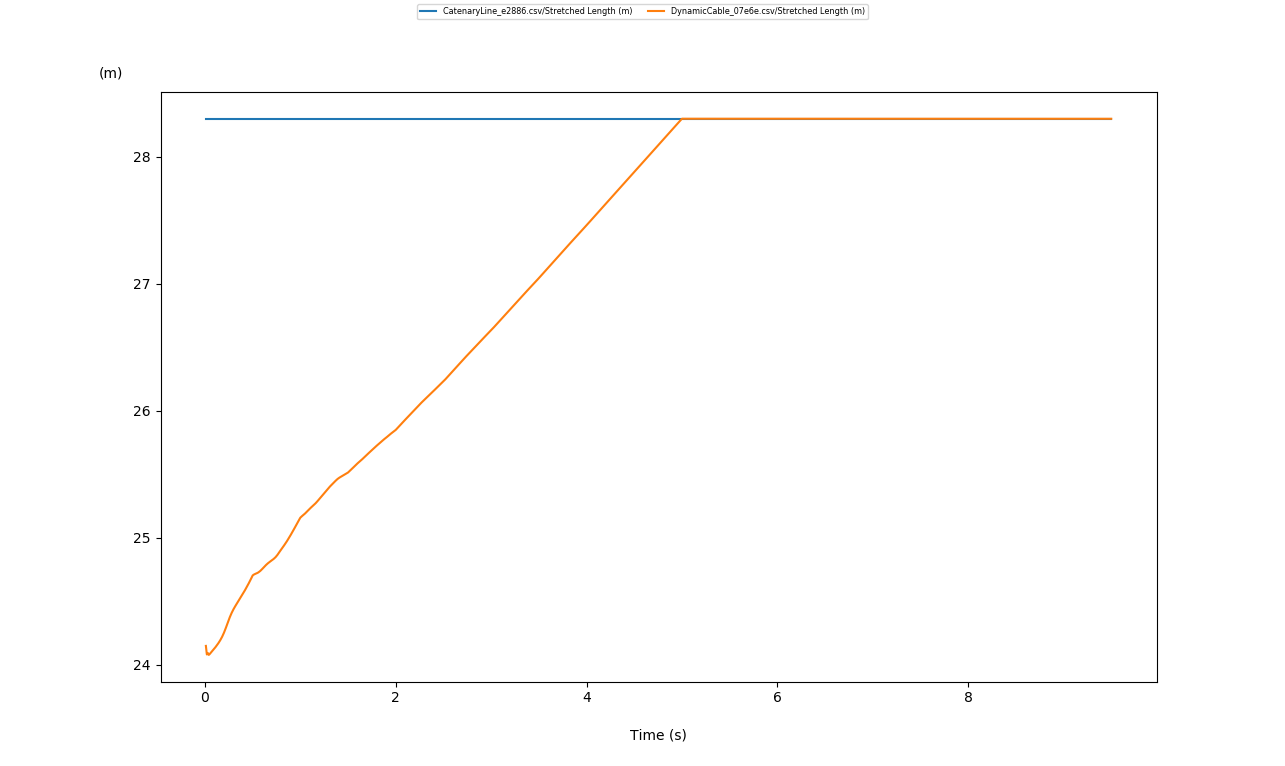 CatenaryLine_e2886.csv/Stretched Length (m) DynamicCable_07e6e.csv/Stretched Length (m)
(m)
28
27
26
25
24
0 2 4 6 8
Time (s)